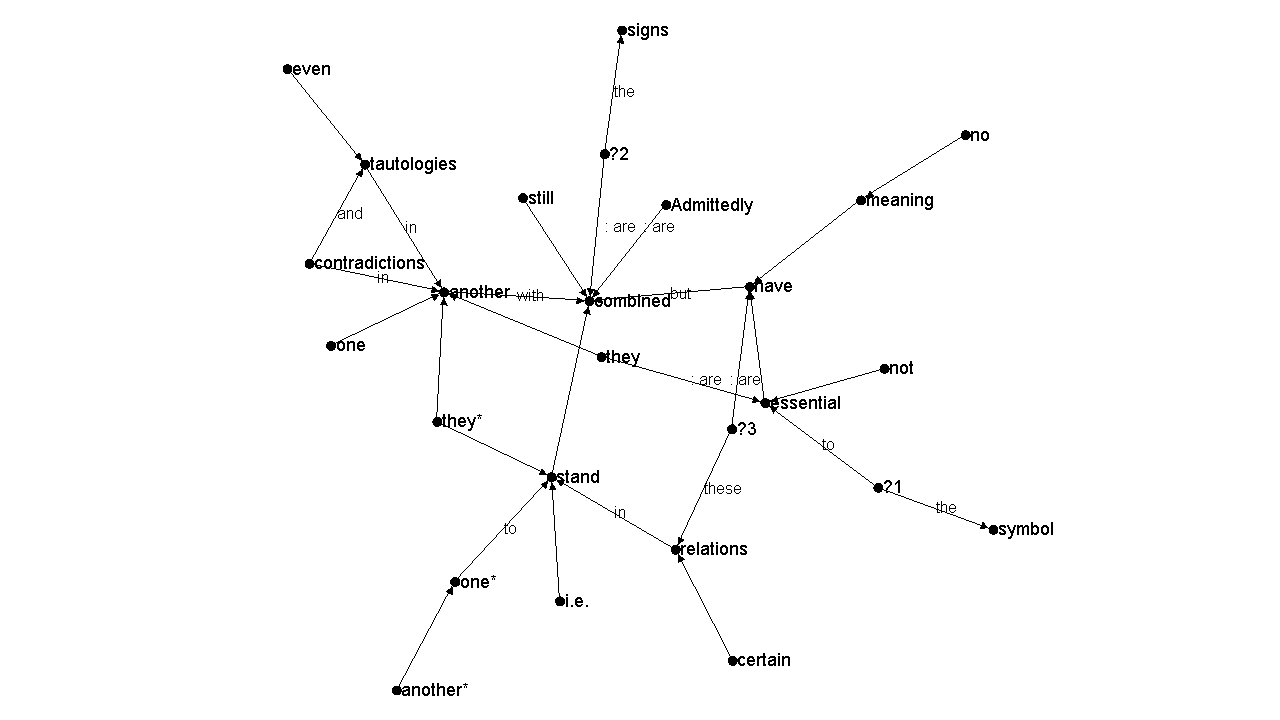 signs
even
the
no
?2
tautologies
still
Admittedly
meaning
and
in
: are : are
contradictions
in
another
with
combined
but
have
one
they
not
: are : are
essential
they*
?3
to
stand
these
?1
the
in
to
symbol
relations
one*
i.e.
certain
another*